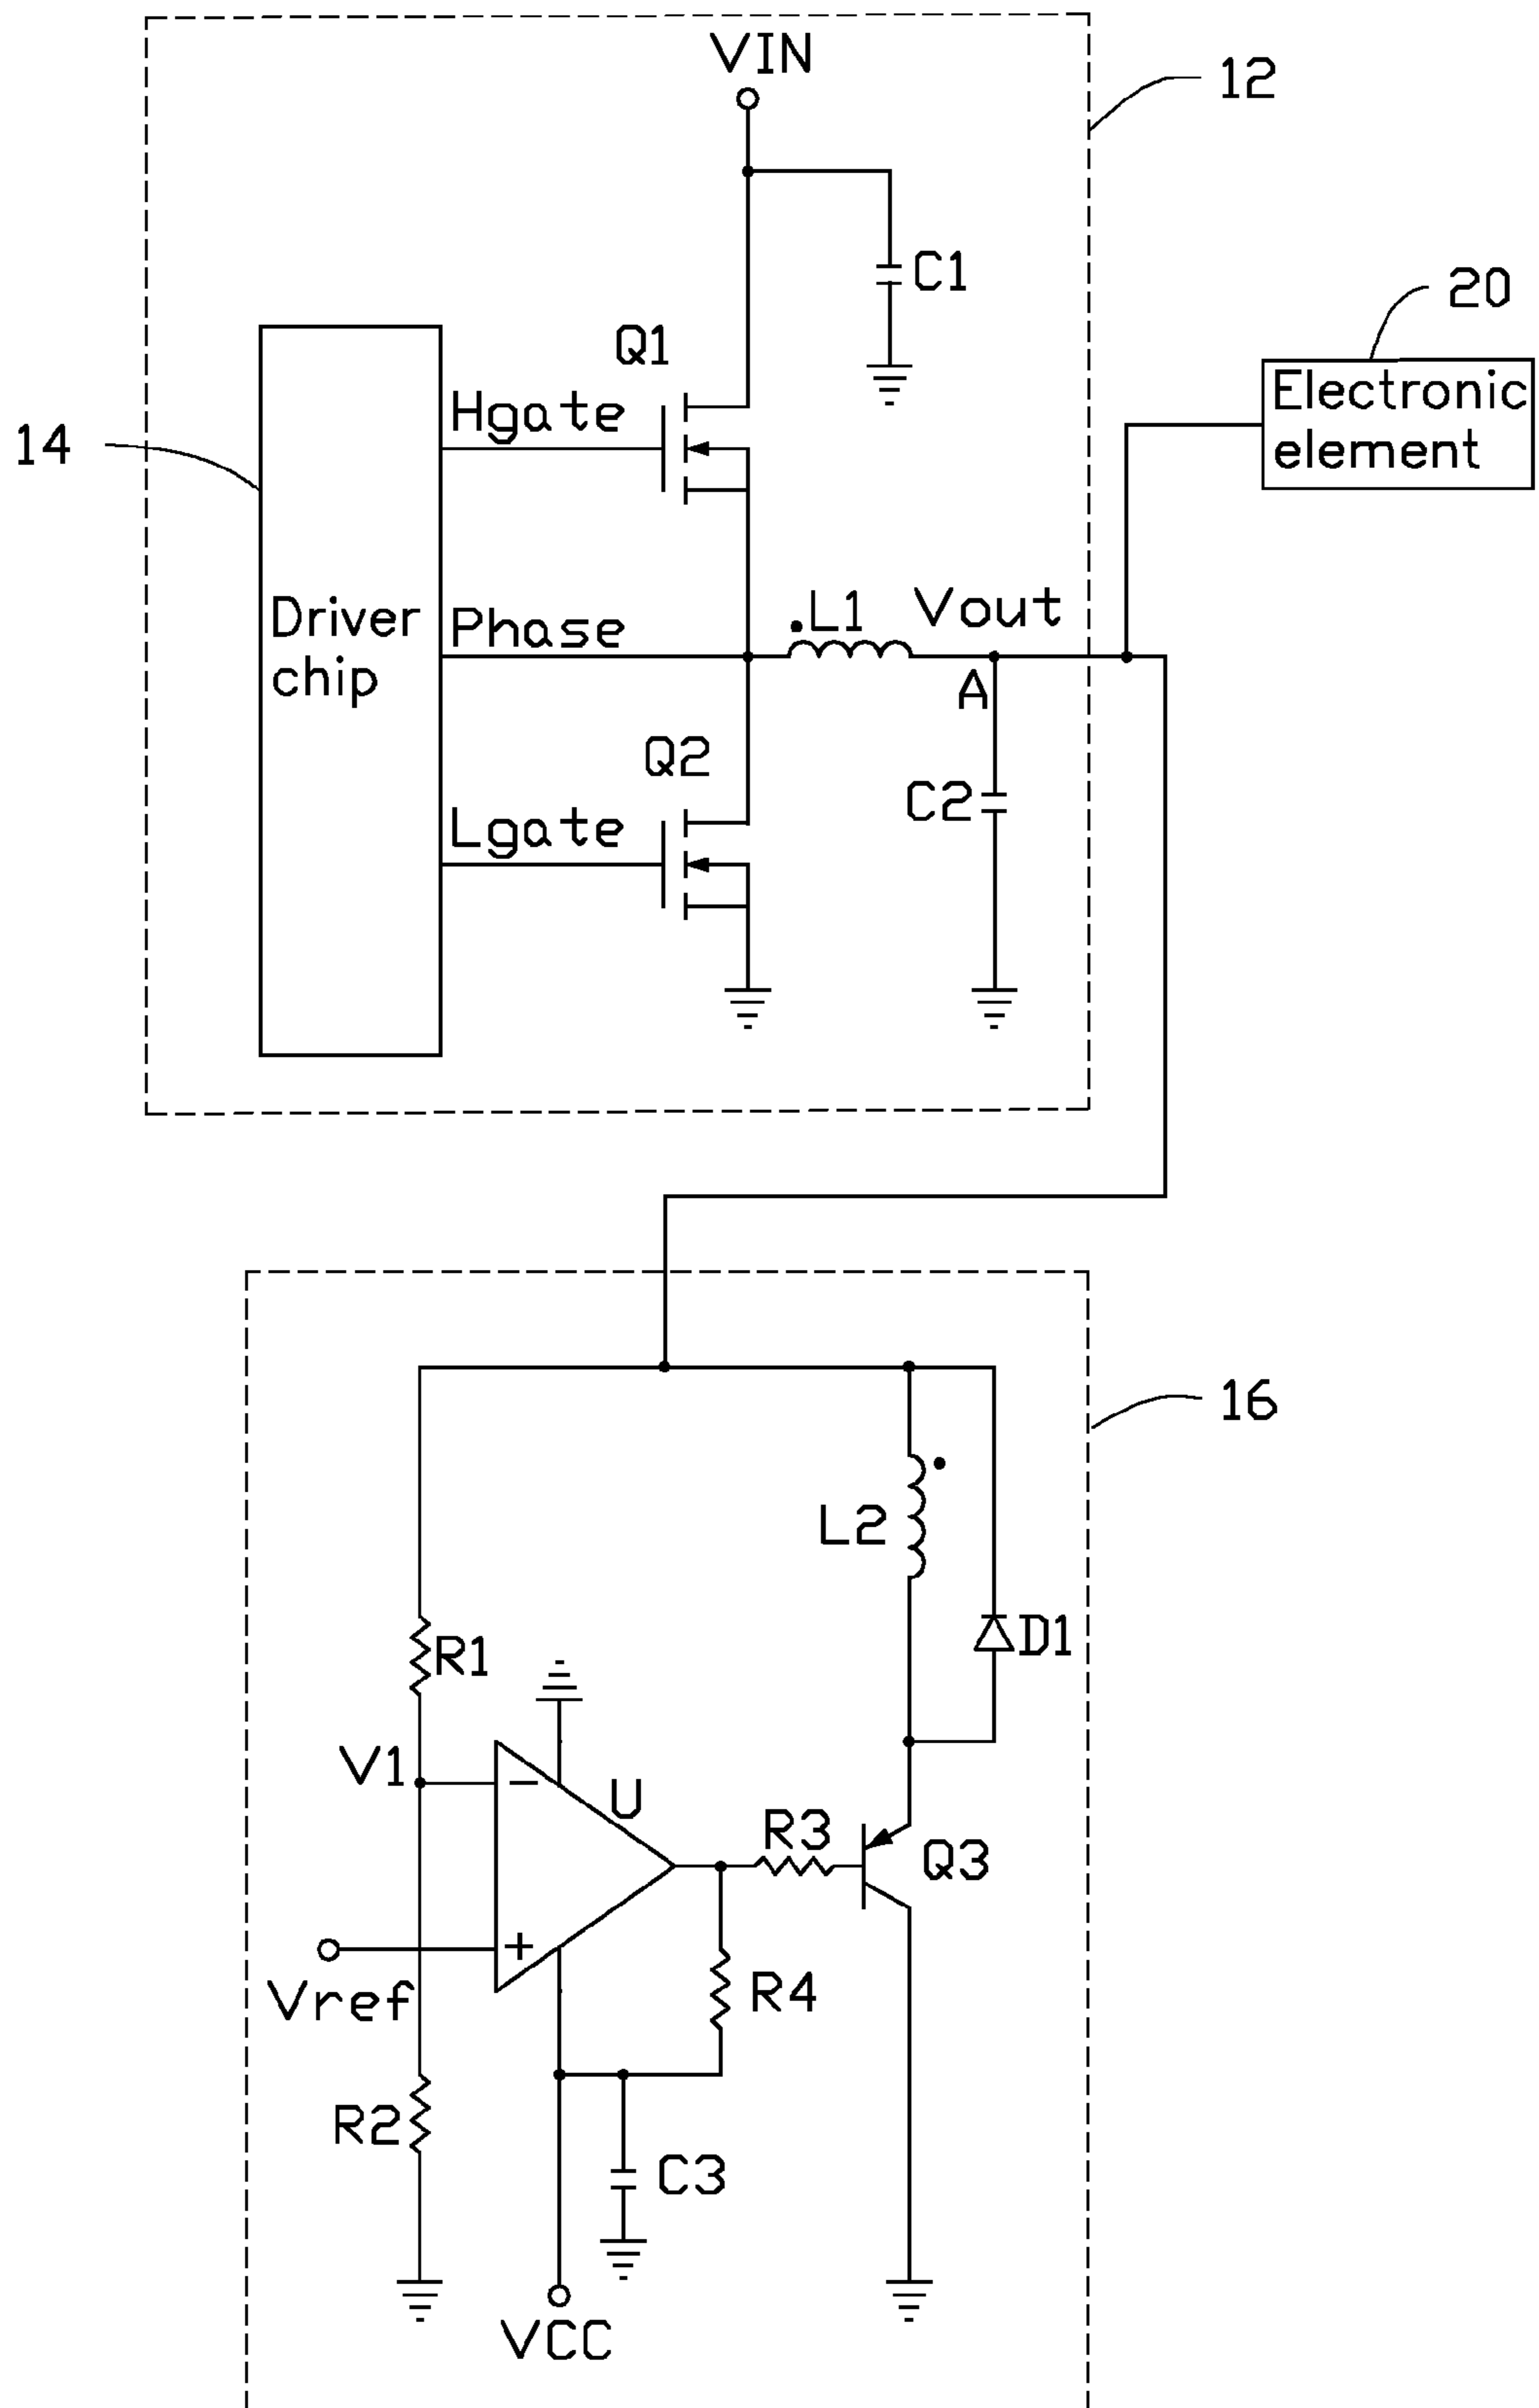 VIN
12
C1
20
Q1
Electronic
element
Hgate
14
Driver
chip
Phase
L1
Vout
A
Q2
C2
Lgate
16
L2
R1
D1
V1
-
U
R3
Q3
+
Vref
R4
R2
C3
VCC